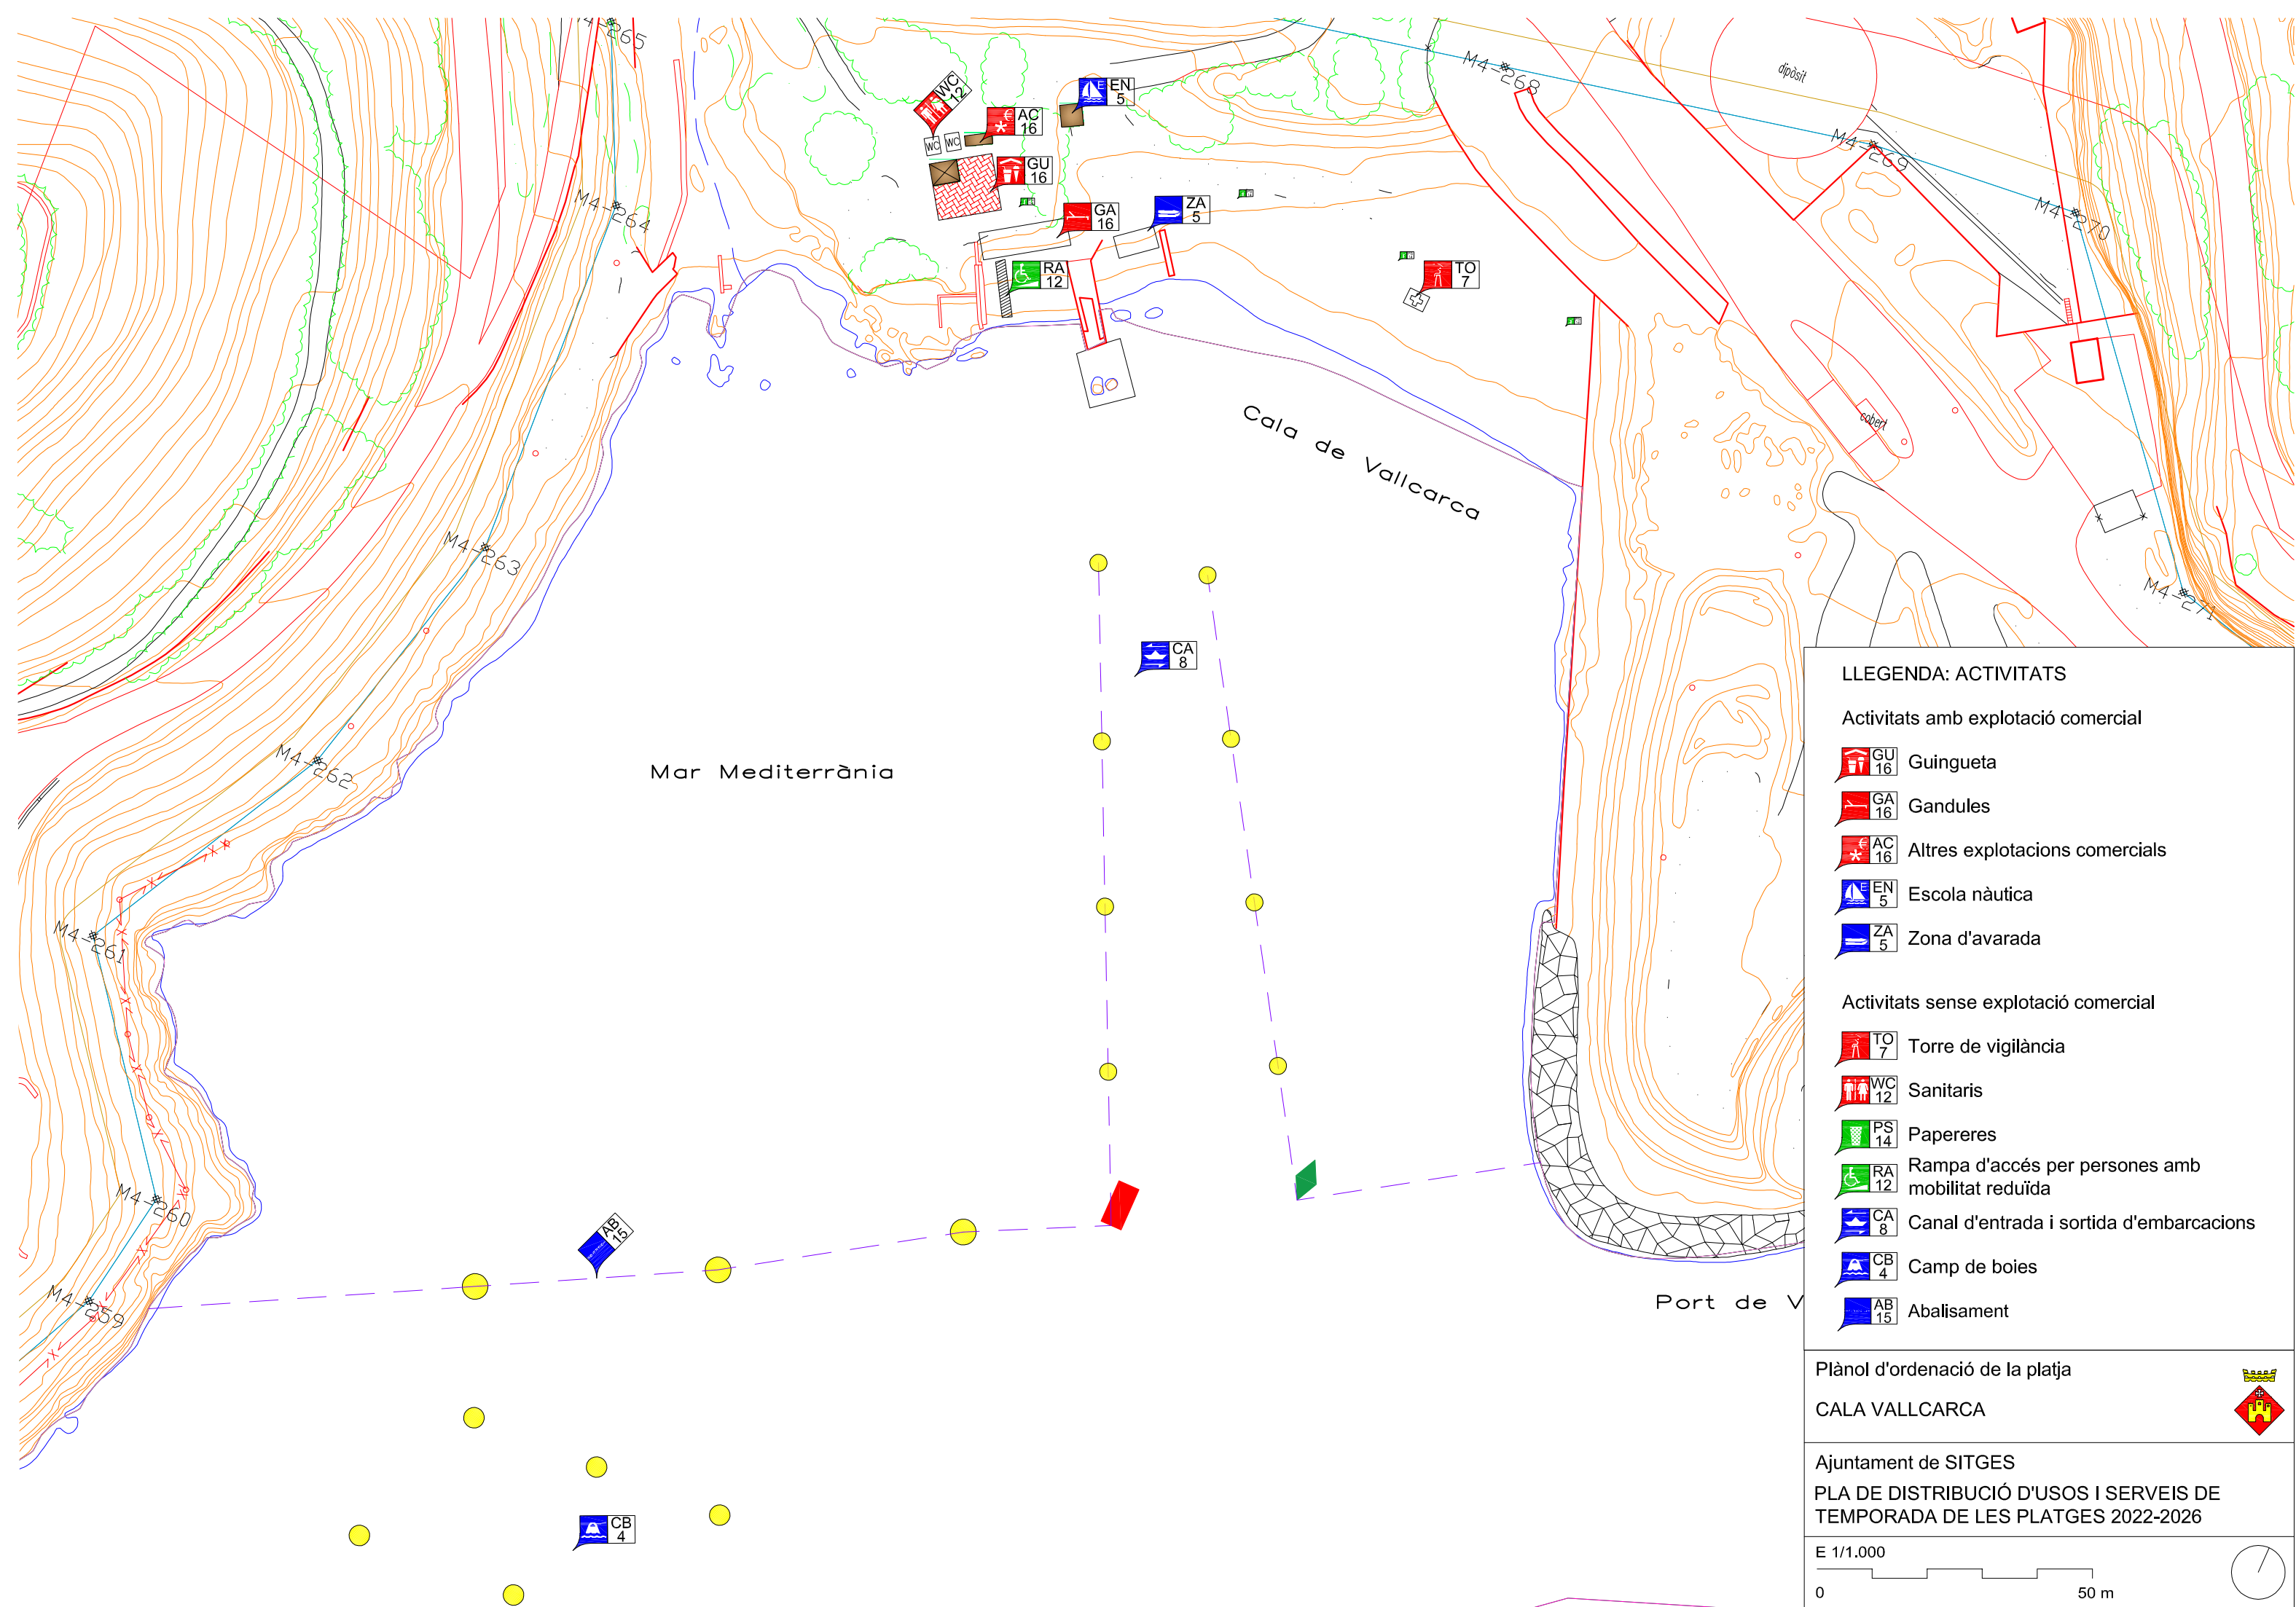 M4-265
M4-264
M4-263
M4-262
M4-261
M4-260
M4-259
M4-268
M4-269
M4-270
M4-271
dipòsit
cobert
WC
12
WC
WC
AC
16
EN
5
GU
16
GA
16
ZA
5
RA
12
TO
7
Cala de Vallcarca
CA
8
Mar Mediterrània
AB
15
CB
4
Port de V
LLEGENDA: ACTIVITATS
Activitats amb explotació comercial
GU
16 Guingueta
GA
16 Gandules
AC
16 Altres explotacions comercials
EN
5 Escola nàutica
ZA
5 Zona d'avarada
Activitats sense explotació comercial
TO
7 Torre de vigilància
WC
12 Sanitaris
PS
14 Papereres
RA
12 Rampa d'accés per persones amb
mobilitat reduïda
CA
8 Canal d'entrada i sortida d'embarcacions
CB
4 Camp de boies
AB
15 Abalisament
Plànol d'ordenació de la platja
CALA VALLCARCA
Ajuntament de SITGES
PLA DE DISTRIBUCIÓ D'USOS I SERVEIS DE
TEMPORADA DE LES PLATGES 2022-2026
E 1/1.000
0 50 m